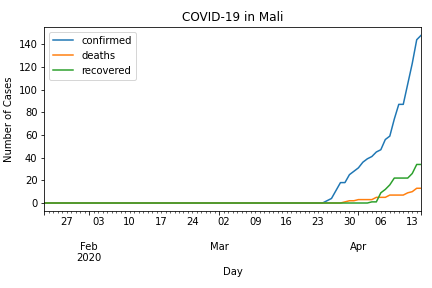 COVID-19 in Mali
confirmed
deaths
recovered
Number of Cases
140
120
100
80
60
40
20
0
27 03 10 17 24 02 09 16 23 30 06 13
Feb Mar Apr
2020
Day